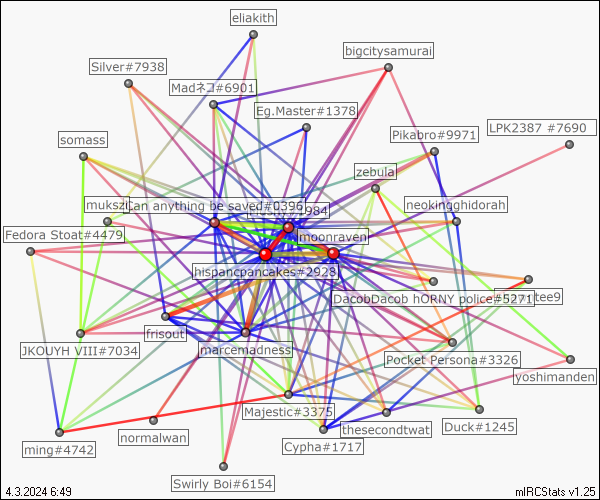 eliakith
bigcitysamurai
Silver#7938
Madネコ#6901
Eg.Master#1378
LPK2387 #7690
Pikabro#9971
somass
zebula
muksz
Can anything be saved#0396
984
neokingghidorah
Fedora Stoat#4479
moonraven
hispancpancakes#2928
DacobDacob hORNY police#5271
tee9
frisout
JKOUYH VIII#7034
marcemadness
Pocket Persona#3326
yoshimanden
Majestic#3375
Duck#1245
thesecondtwat
normalwan
Cypha#1717
ming#4742
Swirly Boi#6154
4.3.2024 6:49
mIRCStats v1.25